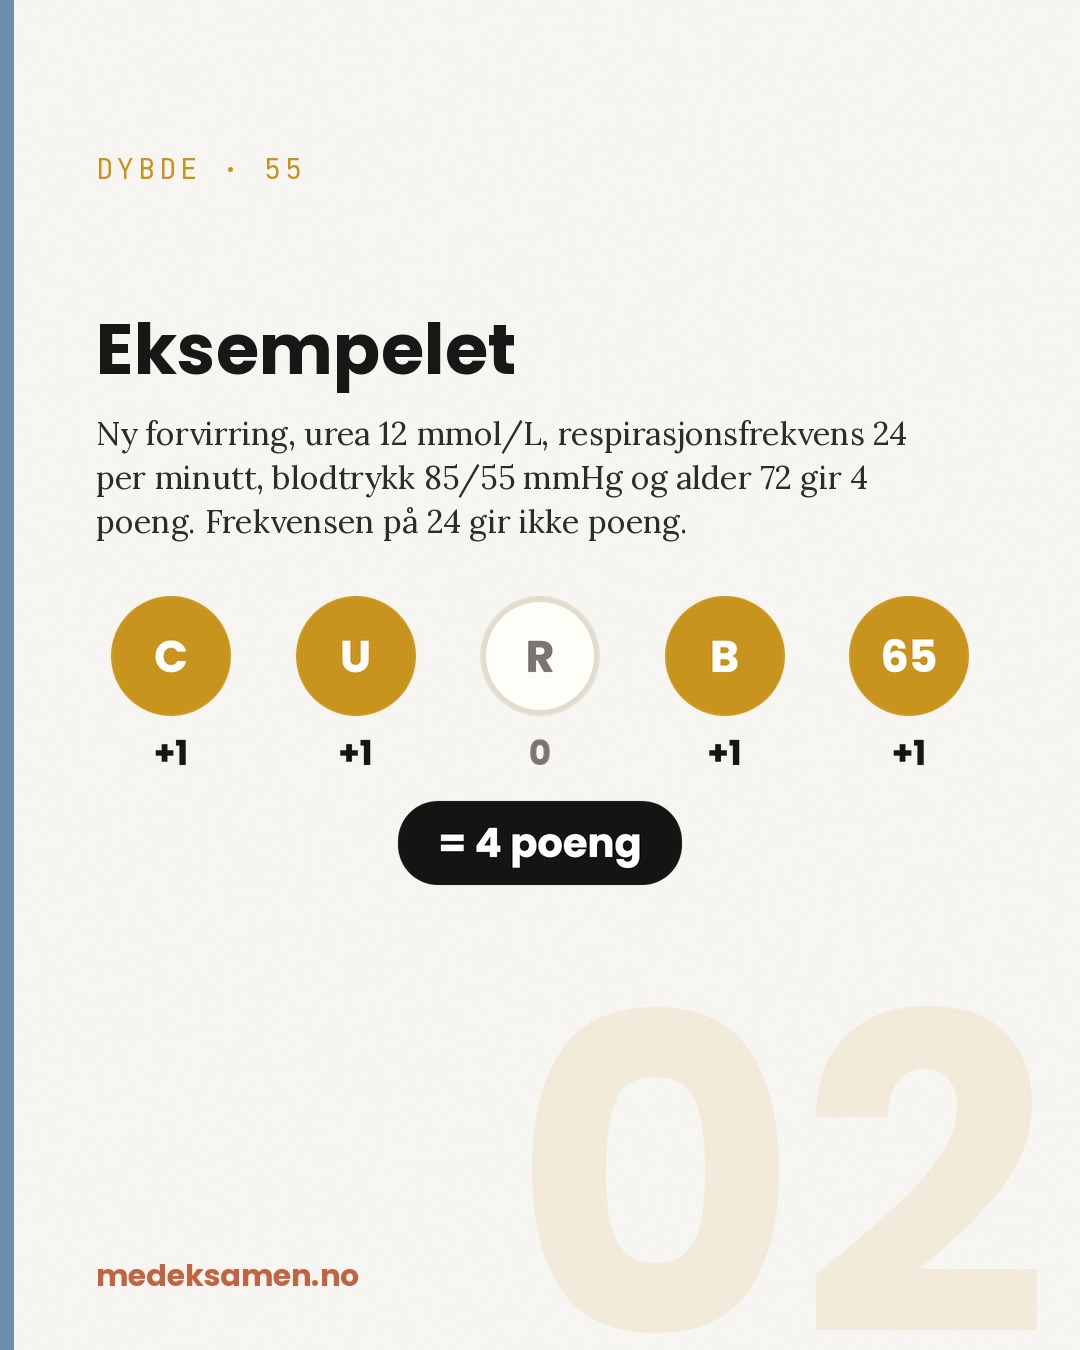 DYBDE · 55
Eksempelet
Ny forvirring, urea 12 mmol/L, respirasjonsfrekvens 24
per minutt, blodtrykk 85/55 mmHg og alder 72 gir 4
poeng. Frekvensen på 24 gir ikke poeng.
C U R B 65
+1 +1 0 +1 +1
= 4 poeng
02
medeksamen.no